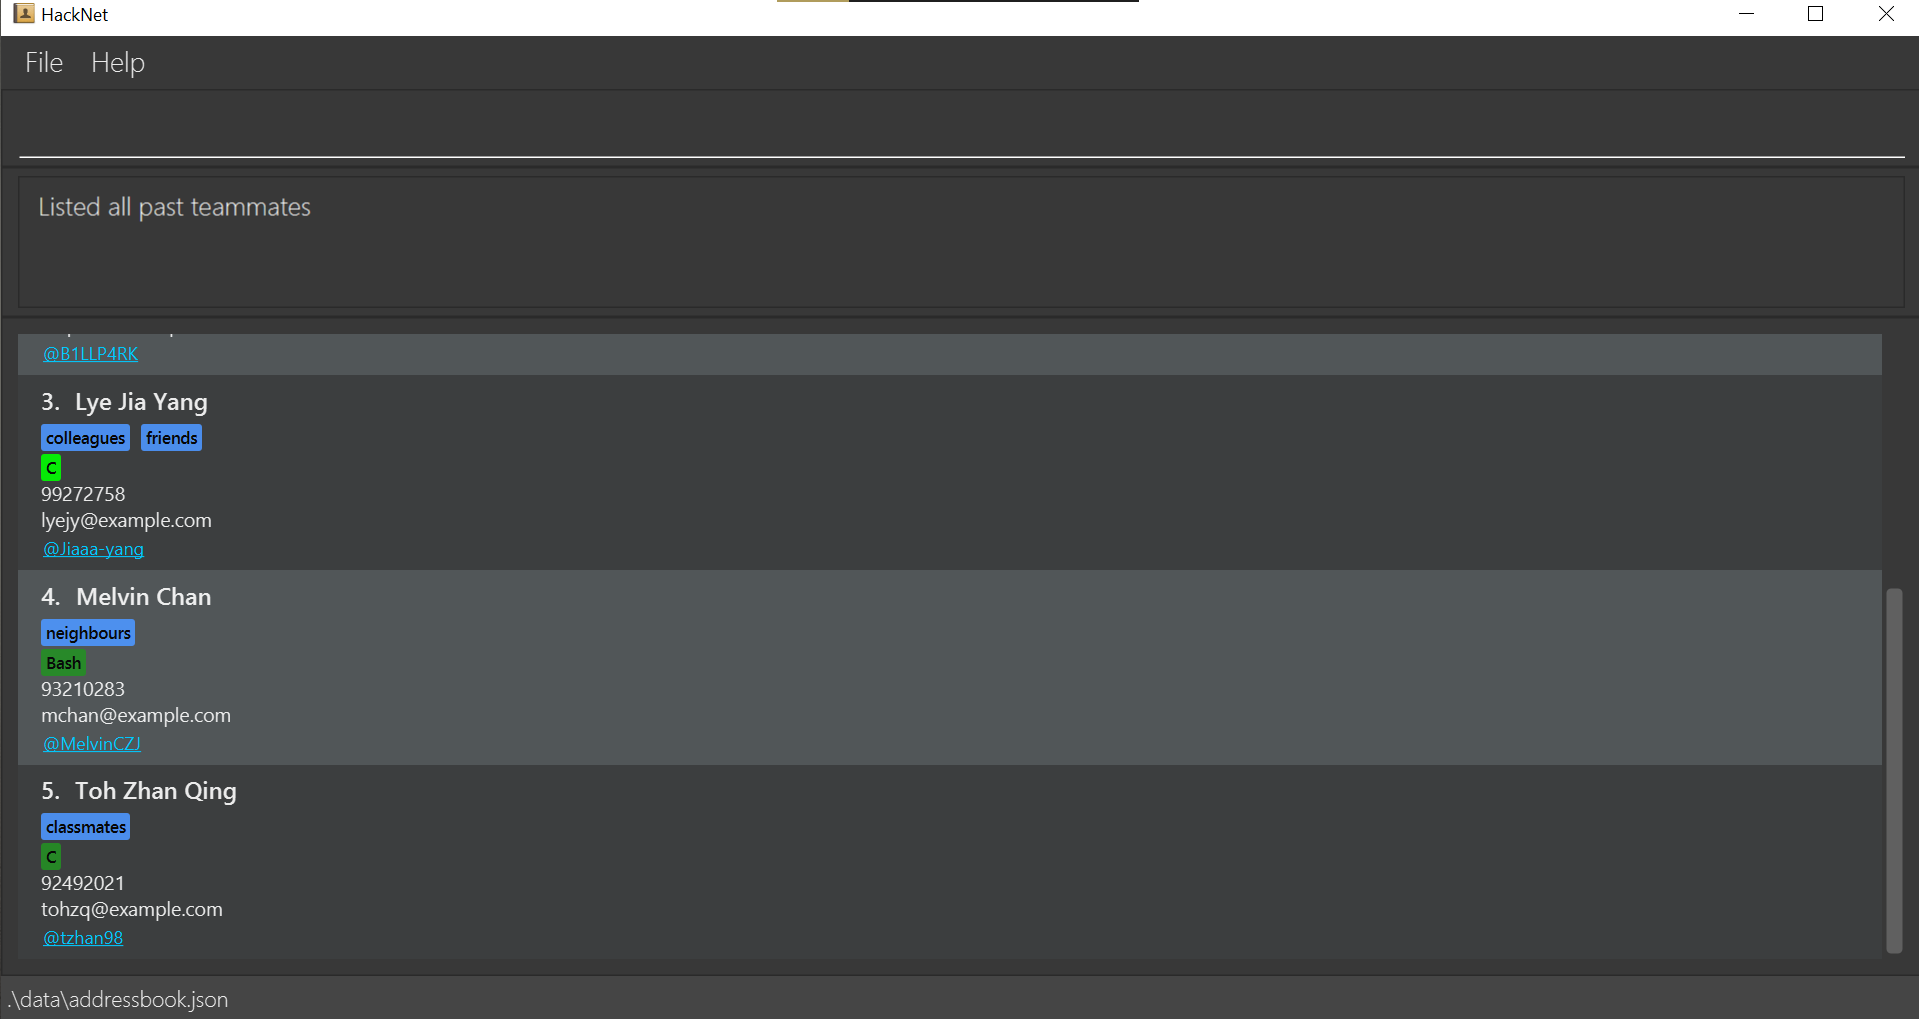 HackNet
File Help
Listed all past teammates
@B1LLP4RK
3. Lye Jia Yang
colleagues friends
C
99272758
lyejy@example.com
@Jiaaa-yang
4. Melvin Chan
neighbours
Bash
93210283
mchan@example.com
@MelvinCZJ
5. Toh Zhan Qing
classmates
C
92492021
tohzq@example.com
@tzhan98
.\data\addressbook.json